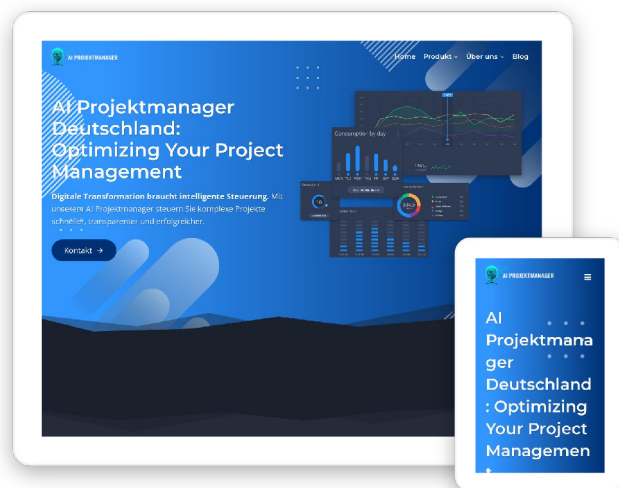 AI PROJEKTMANAGER
Home Produkt Über uns Blog
AI Projektmanager
Deutschland:
Optimizing Your Project
Management
Digitale Transformation braucht intelligente Steuerung. Mit
unserem AI Projektmanager steuern Sie komplexe Projekte
schneller, transparenter und erfolgreicher.
Kontakt →
Consumption by day
AI PROJEKTMANAGER
AI
Projektmana
ger
Deutschland
: Optimizing
Your Project
Managemen